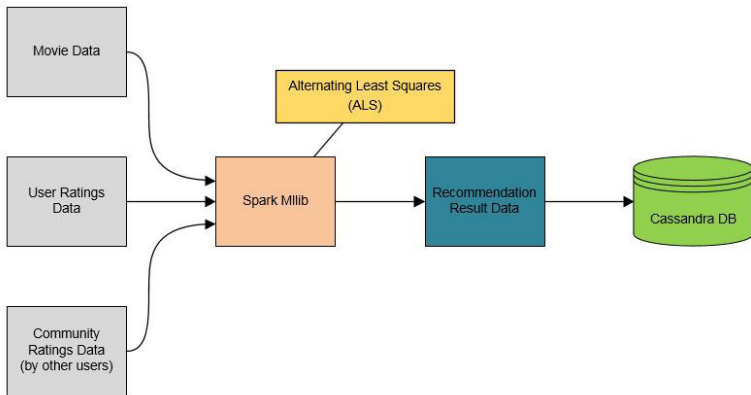 Movie Data
Alternating Least Squares
(ALS)
User Ratings
Data
Spark Mllib
Recommendation
Result Data
Cassandra DB
Community
Ratings Data
(by other users)